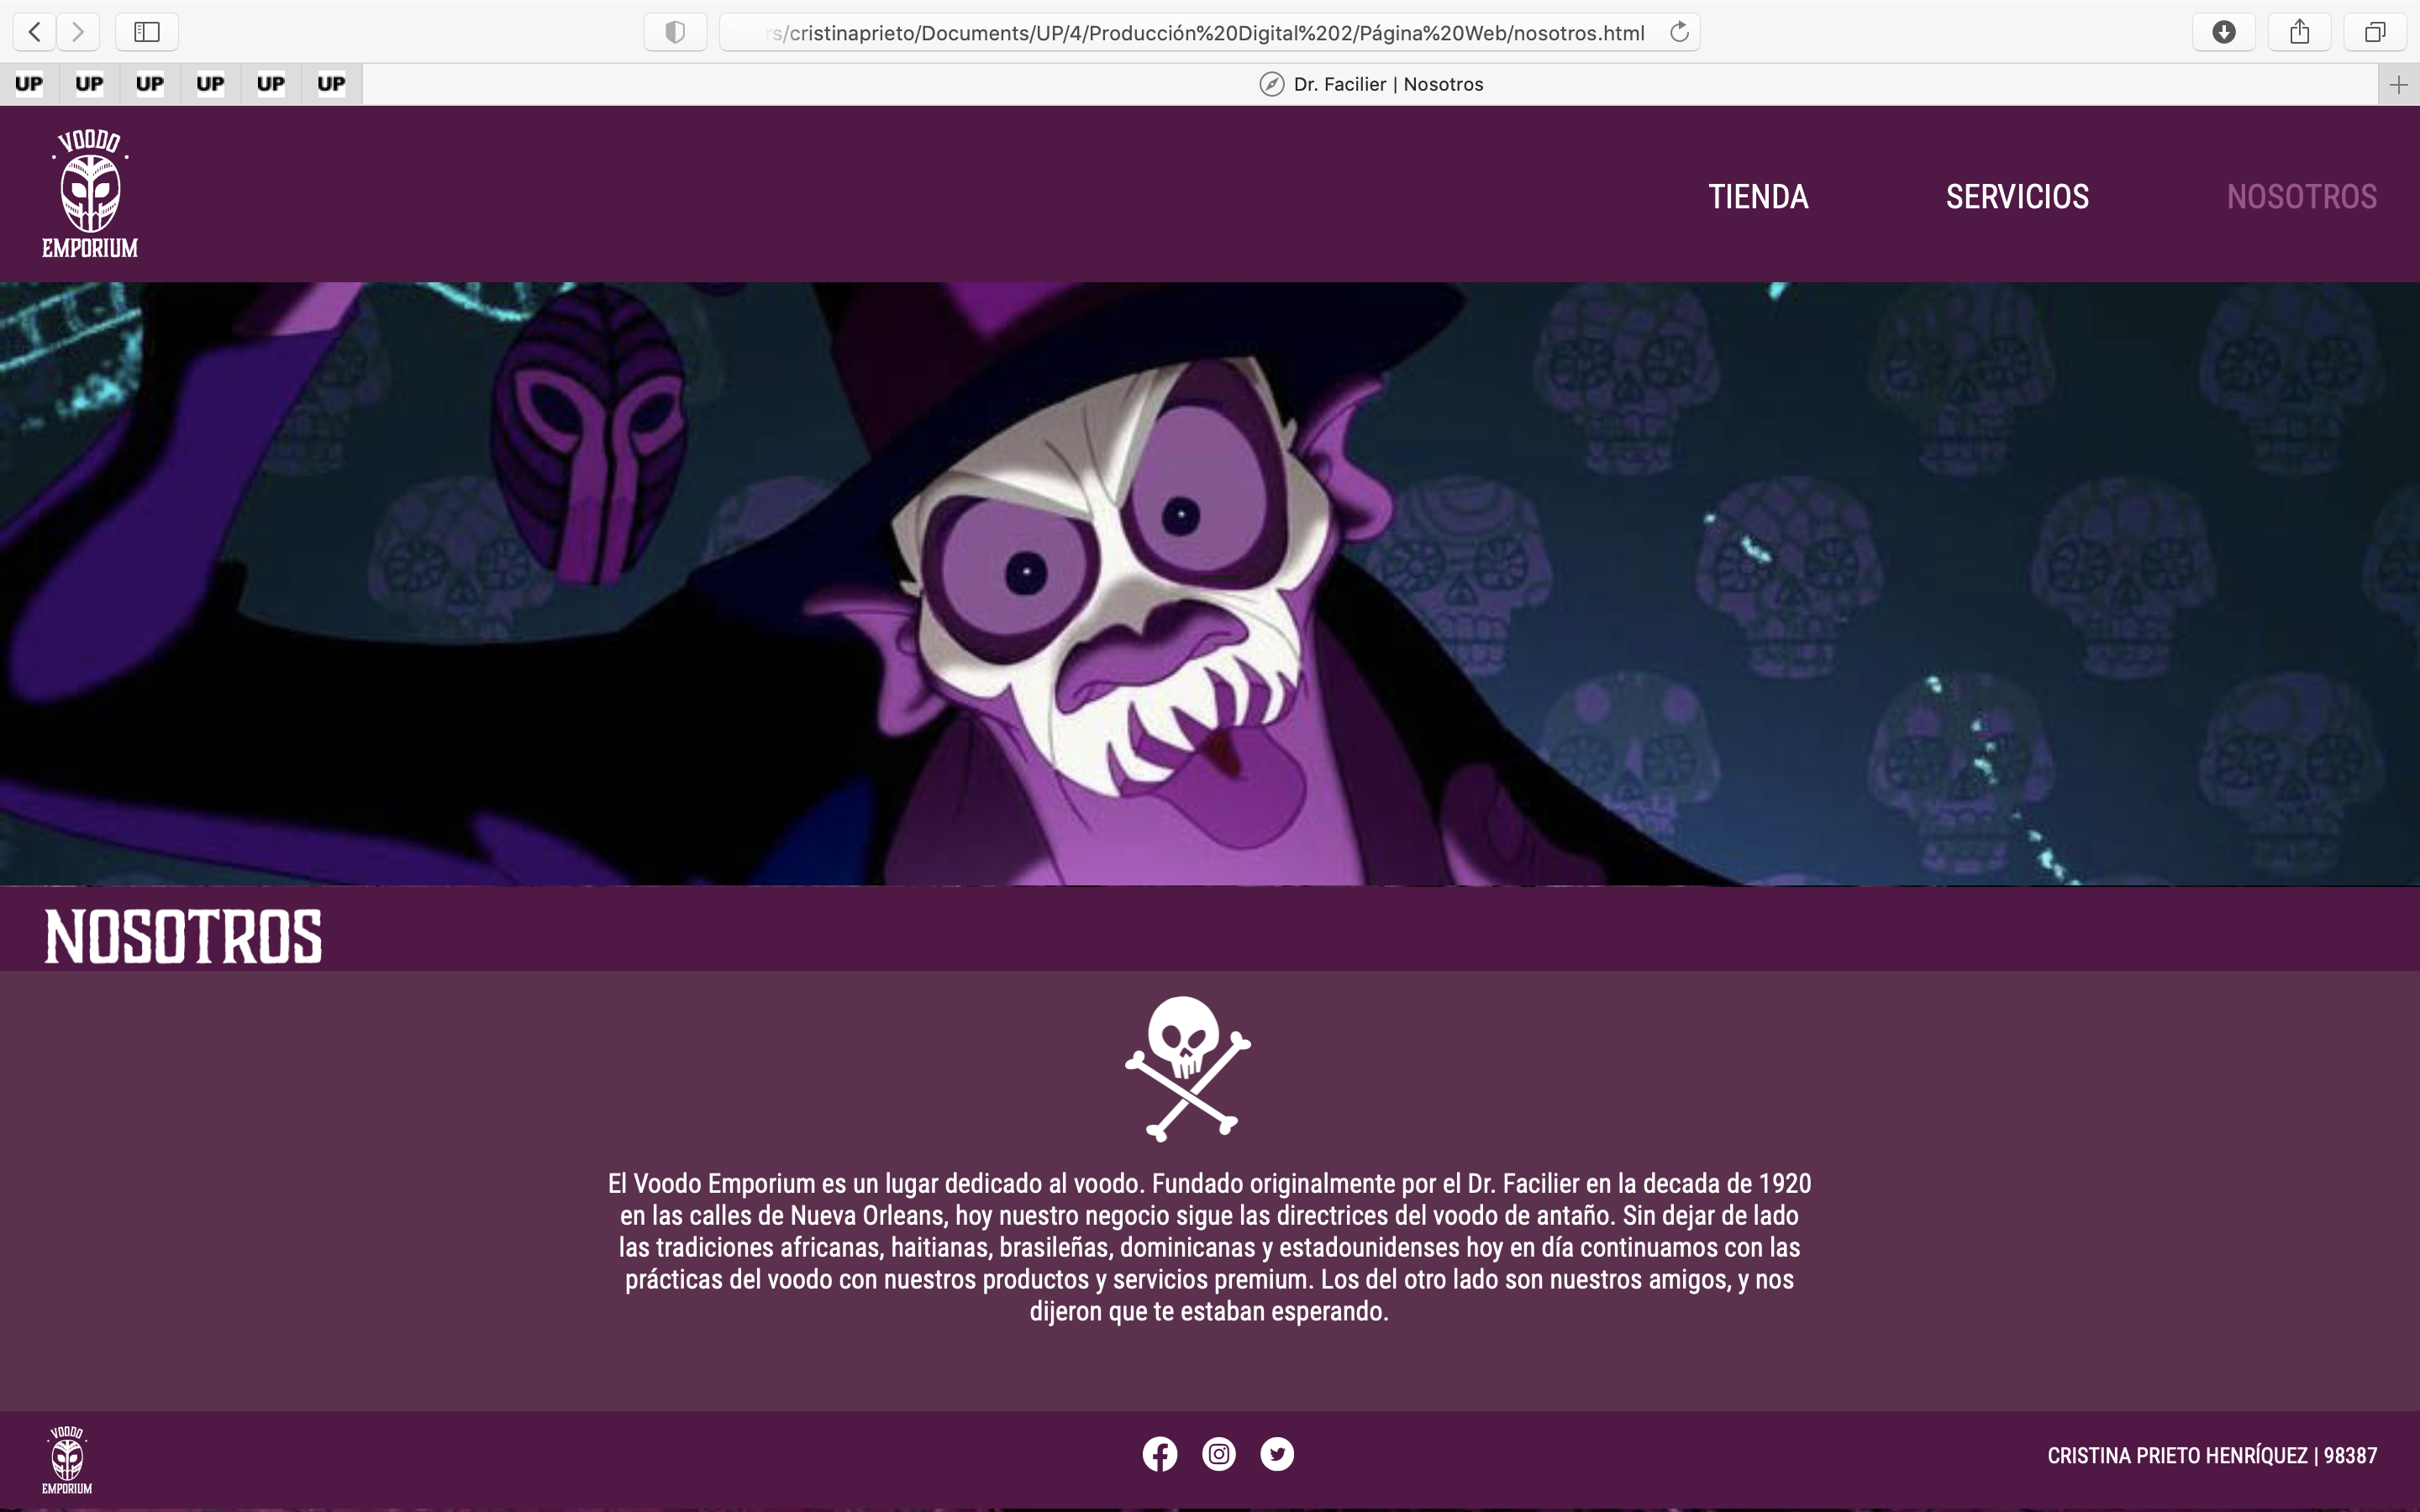 rs/cristinaprieto/Documents/UP/4/Producción%20Digital%202/Página%20Web/nosotros.html
UP UP UP UP UP UP
Dr. Facilier | Nosotros
VOODO
EMPORIUM
TIENDA SERVICIOS NOSOTROS
NOSOTROS
El Voodo Emporium es un lugar dedicado al voodo. Fundado originalmente por el Dr. Facilier en la decada de 1920
en las calles de Nueva Orleans, hoy nuestro negocio sigue las directrices del voodo de antaño. Sin dejar de lado
las tradiciones africanas, haitianas, brasileñas, dominicanas y estadounidenses hoy en día continuamos con las
prácticas del voodo con nuestros productos y servicios premium. Los del otro lado son nuestros amigos, y nos
dijeron que te estaban esperando.
VOODO
EMPORIUM
CRISTINA PRIETO HENRÍQUEZ | 98387